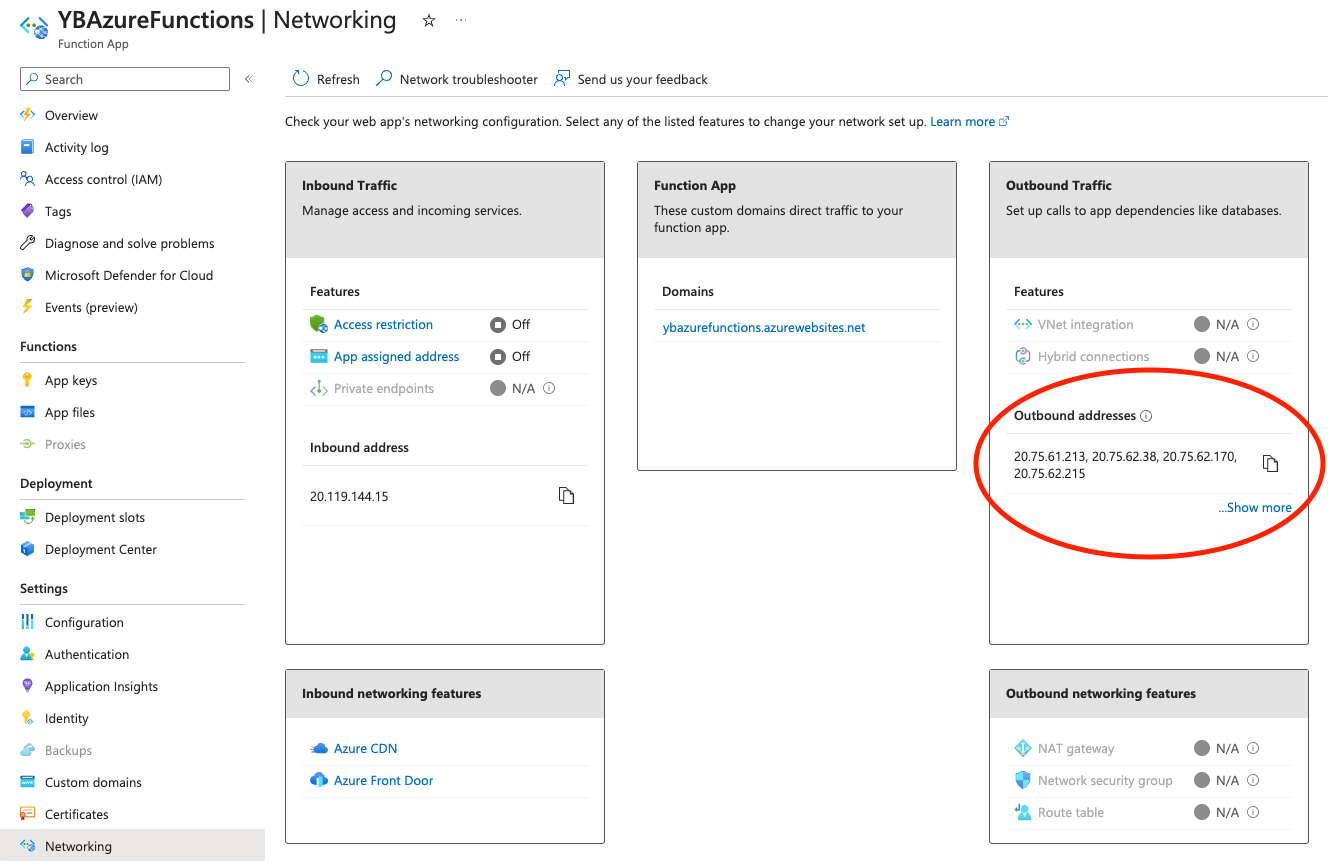 YBAzureFunctions | Networking ☆ ...
Function App
Search
«
Overview
Activity log
Access control (IAM)
Tags
Diagnose and solve problems
Microsoft Defender for Cloud
Events (preview)
Functions
App keys
App files
Proxies
Deployment
Deployment slots
Deployment Center
Settings
Configuration
Authentication
Application Insights
Identity
Backups
Custom domains
Certificates
Networking
Refresh Network troubleshooter Send us your feedback
Check your web app's networking configuration. Select any of the listed features to change your network set up. Learn more
Inbound Traffic
Manage access and incoming services.
Features
Access restriction Off
App assigned address Off
Private endpoints N/A
Inbound address
20.119.144.15
Inbound networking features
Azure CDN
Azure Front Door
Function App
These custom domains direct traffic to your
function app.
Domains
ybazurefunctions.azurewebsites.net
Outbound Traffic
Set up calls to app dependencies like databases.
Features
VNet integration N/A
Hybrid connections N/A
Outbound addresses
20.75.61.213, 20.75.62.38, 20.75.62.170,
20.75.62.215
...Show more
Outbound networking features
NAT gateway N/A
Network security group N/A
Route table N/A